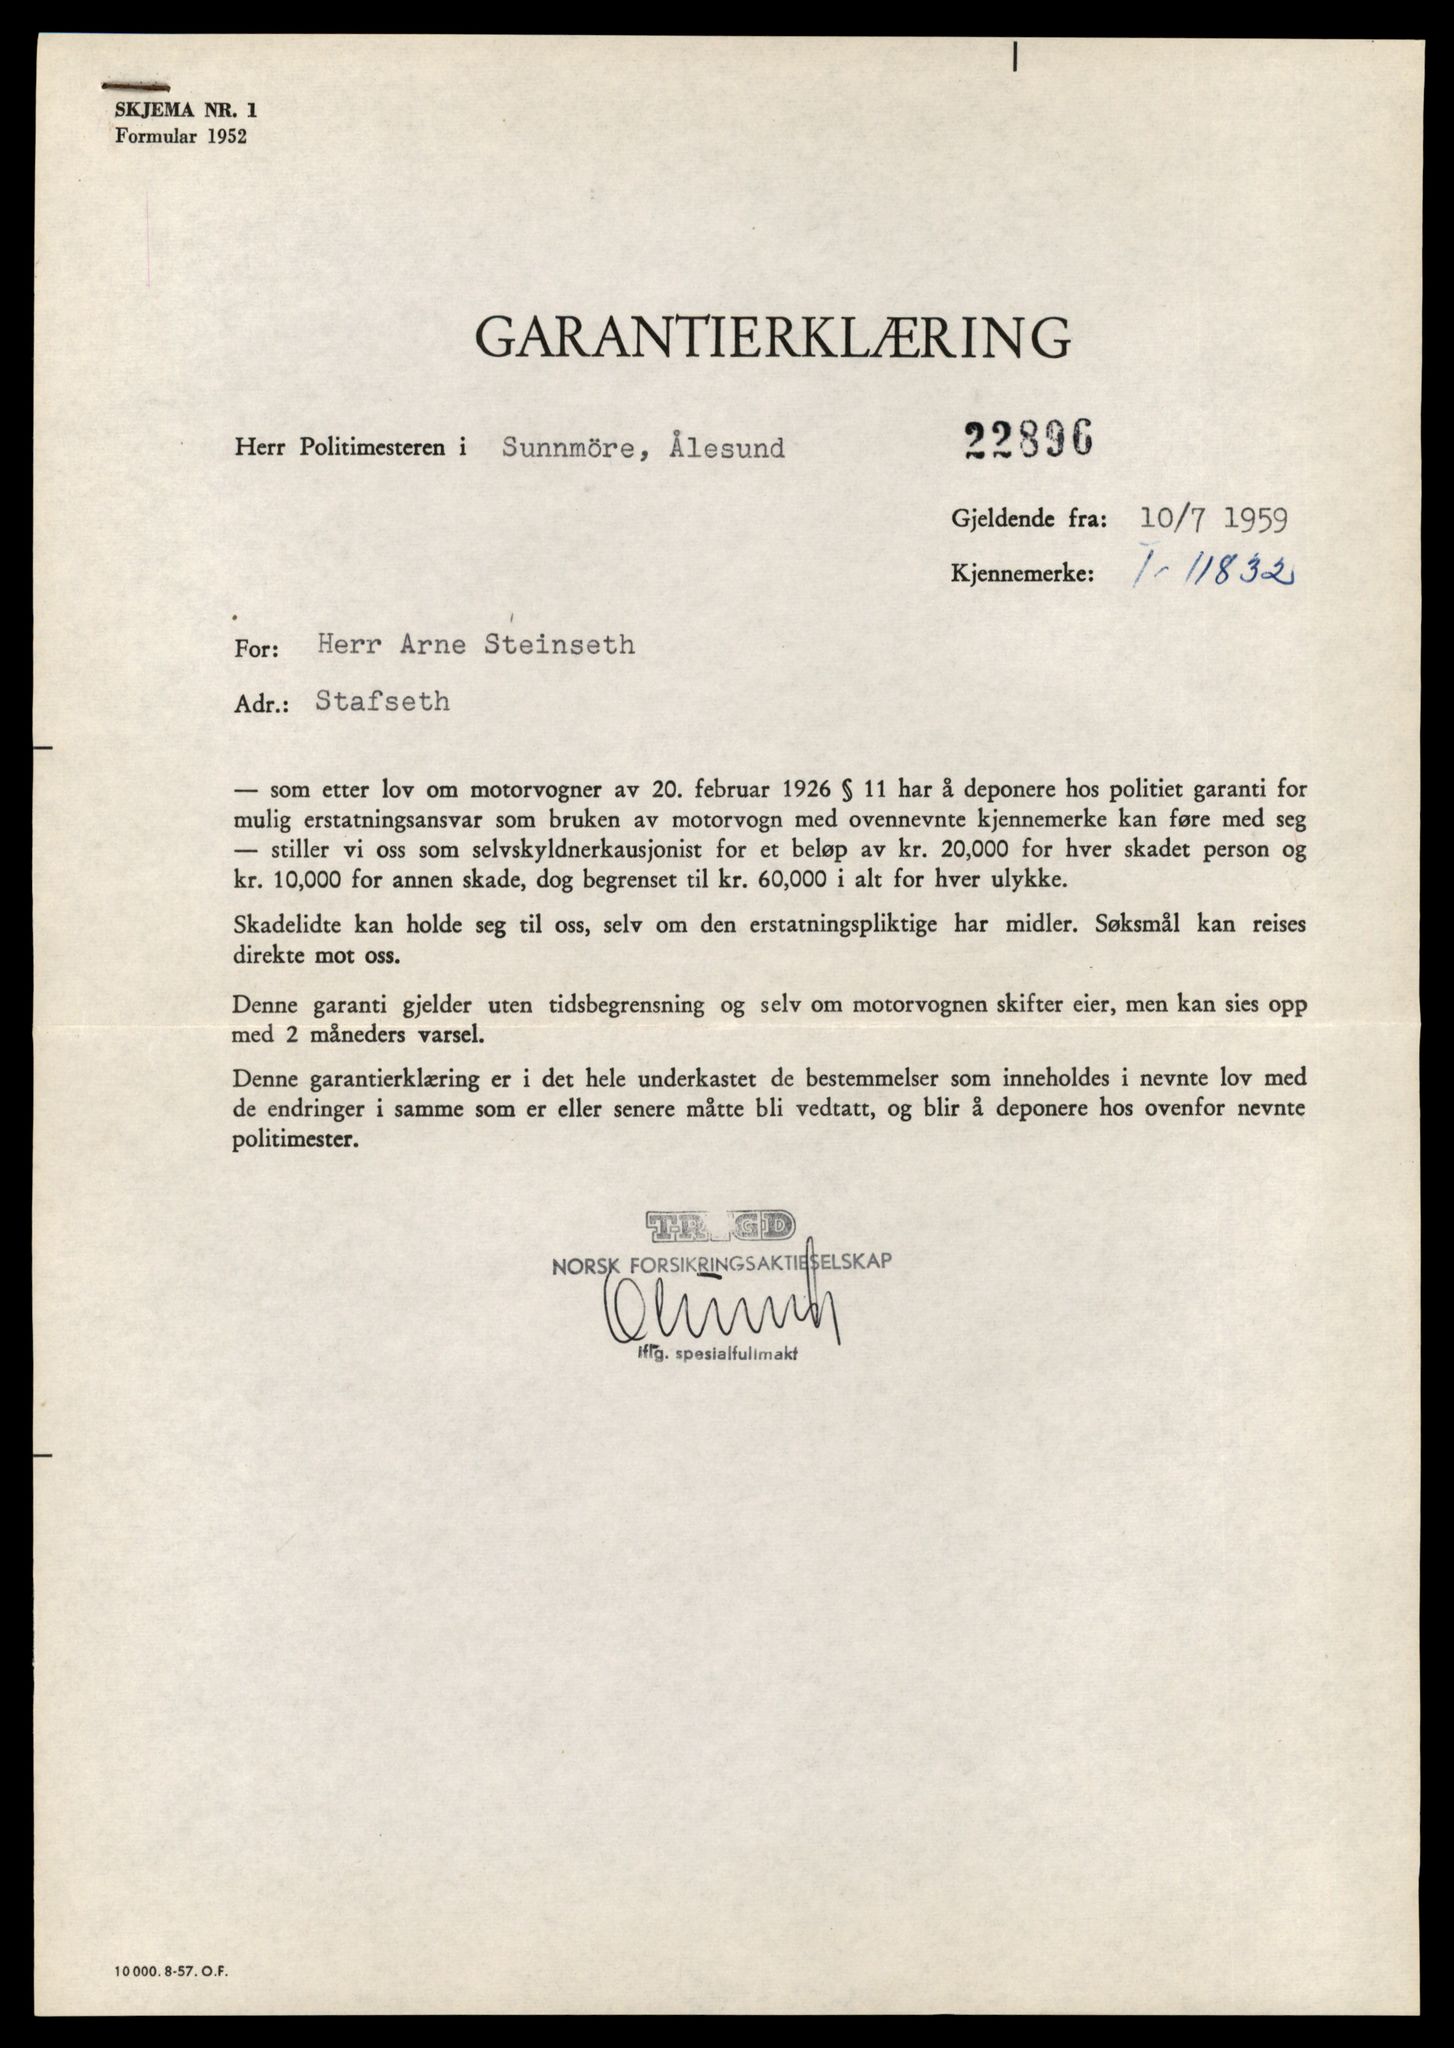 SKJEMA NR. 1
Formular 1952
GARANTIERKLÆRING
Herr Politimesteren i Sunnmöre, Ålesund
22896
Gjeldende fra: 10/7 1959
Kjennemerke: T- 11832
For: Herr Arne Steinseth
Adr.: Stafseth
— som etter lov om motorvogner av 20. februar 1926 § 11 har å deponere hos politiet garanti for
mulig erstatningsansvar som bruken av motorvogn med ovennevnte kjennemerke kan føre med seg
— stiller vi oss som selvskyldnerkausjonist for et beløp av kr. 20,000 for hver skadet person og
kr. 10,000 for annen skade, dog begrenset til kr. 60,000 i alt for hver ulykke.
Skadelidte kan holde seg til oss, selv om den erstatningspliktige har midler. Søksmål kan reises
direkte mot oss.
Denne garanti gjelder uten tidsbegrensning og selv om motorvognen skifter eier, men kan sies opp
med 2 måneders varsel.
Denne garantierklæring er i det hele underkastet de bestemmelser som inneholdes i nevnte lov med
de endringer i samme som er eller senere måtte bli vedtatt, og blir å deponere hos ovenfor nevnte
politimester.
NORSK FORSIKRINGSAKTIESELSKAP
iflg. spesialfullmakt
10 000. 8-57. O.F.